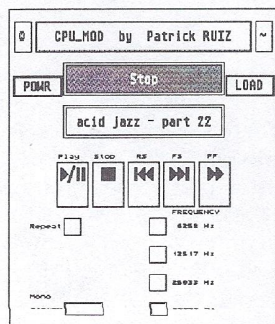 © CPU_MOD by Patrick RUIZ ~
POWR Stop LOAD
acid jazz - part 22
Play Stop RS FS FF
FREQUENCY
Repeat 6258 Hz
12517 Hz
25033 Hz
Mono